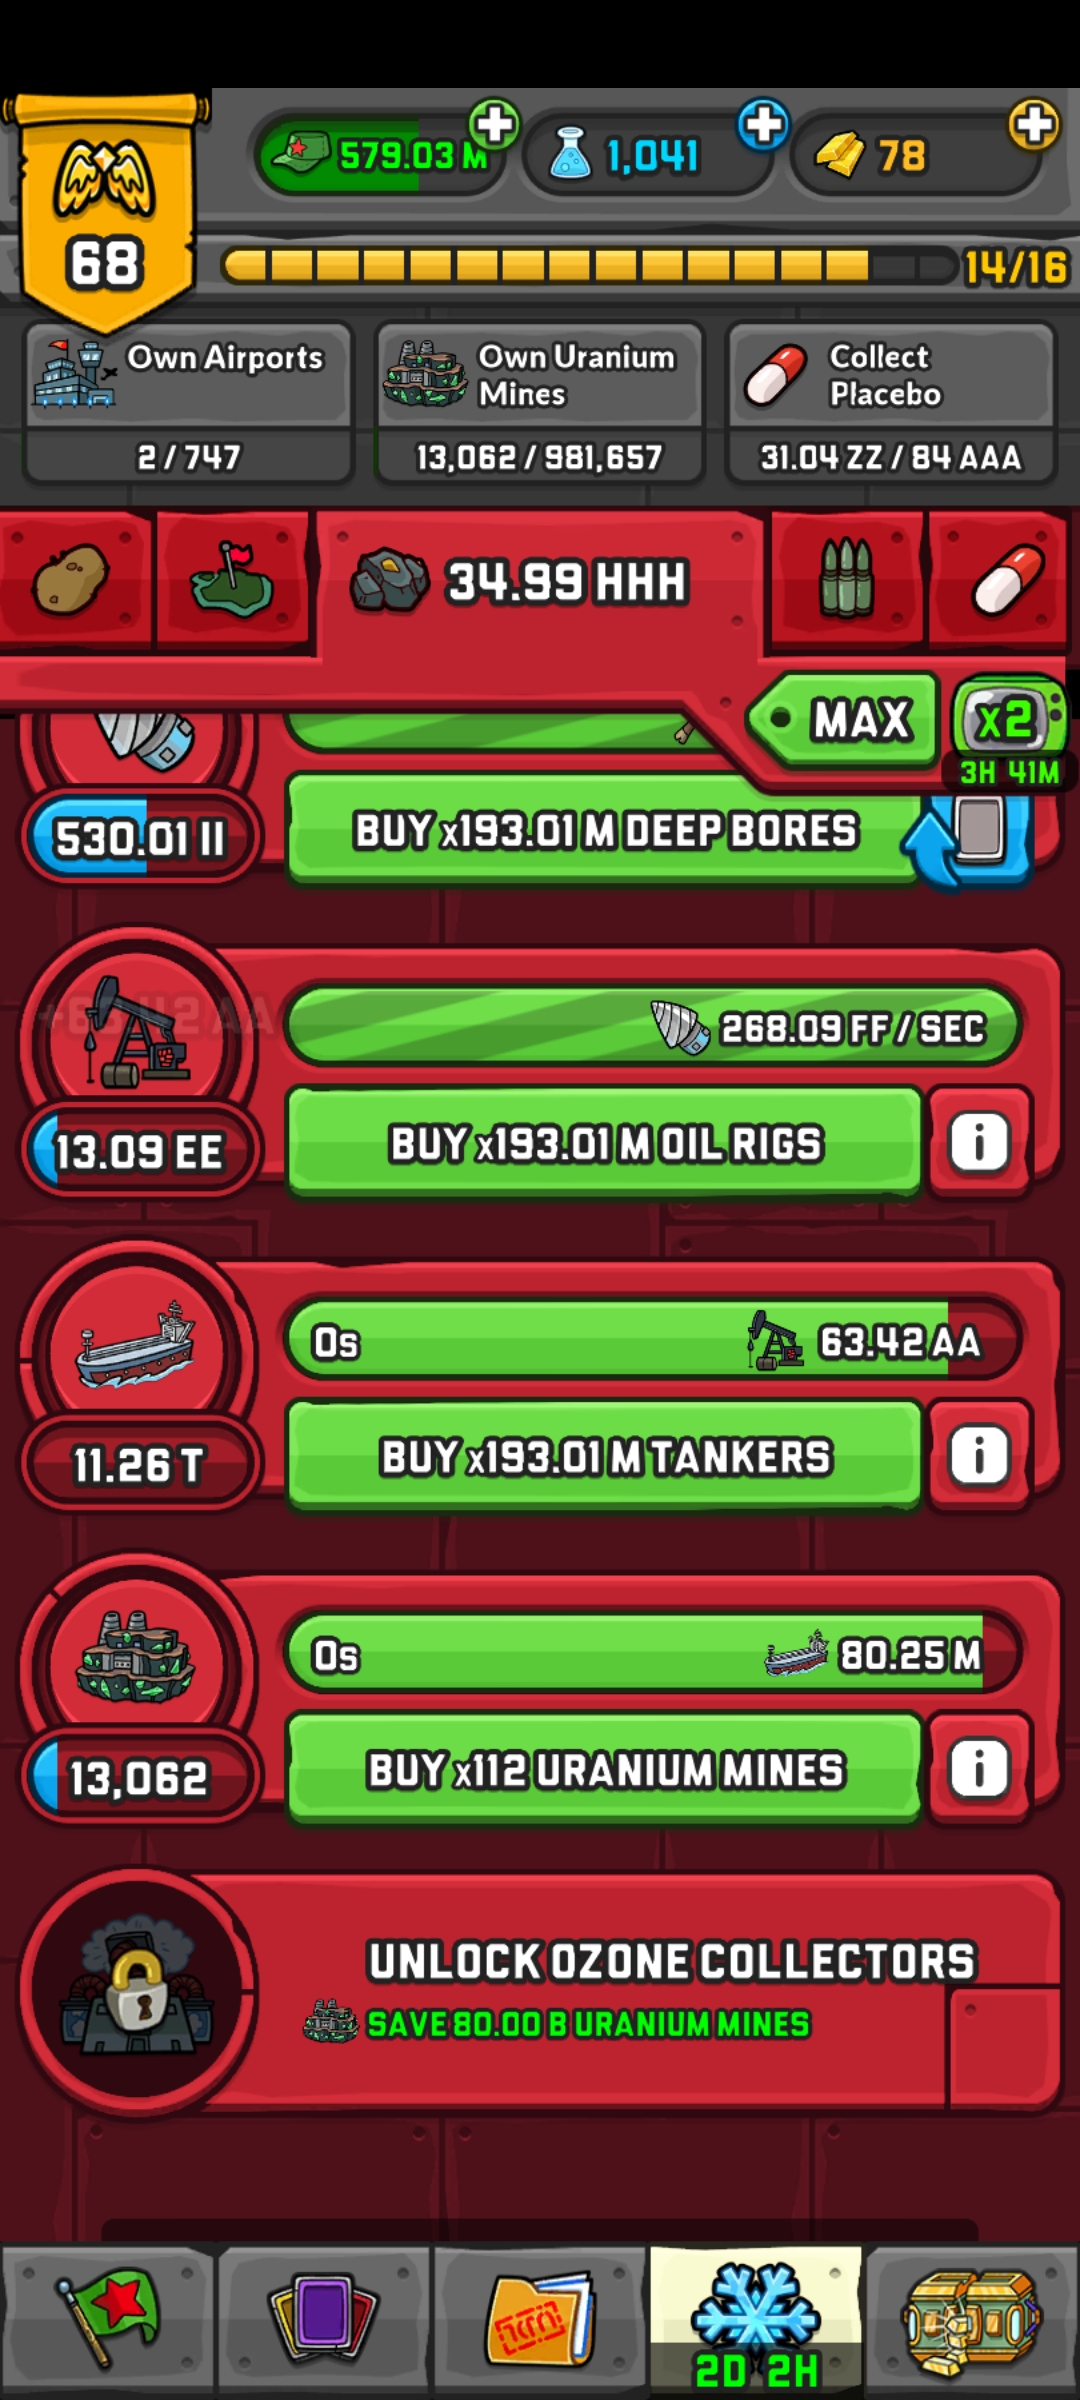 579.03 M
1,041
78
68
14/16
Own Airports
2 / 747
Own Uranium
Mines
13,062 / 981,657
Collect
Placebo
31.04 ZZ / 84 AAA
34.99 HHH
MAX
x2
3H 41M
530.01 II
BUY x193.01 M DEEP BORES
+63.42 AA
268.09 FF / SEC
13.09 EE
BUY x193.01 M OIL RIGS
0s
63.42 AA
11.26 T
BUY x193.01 M TANKERS
0s
80.25 M
13,062
BUY x112 URANIUM MINES
UNLOCK OZONE COLLECTORS
SAVE 80.00 B URANIUM MINES
2D 2H